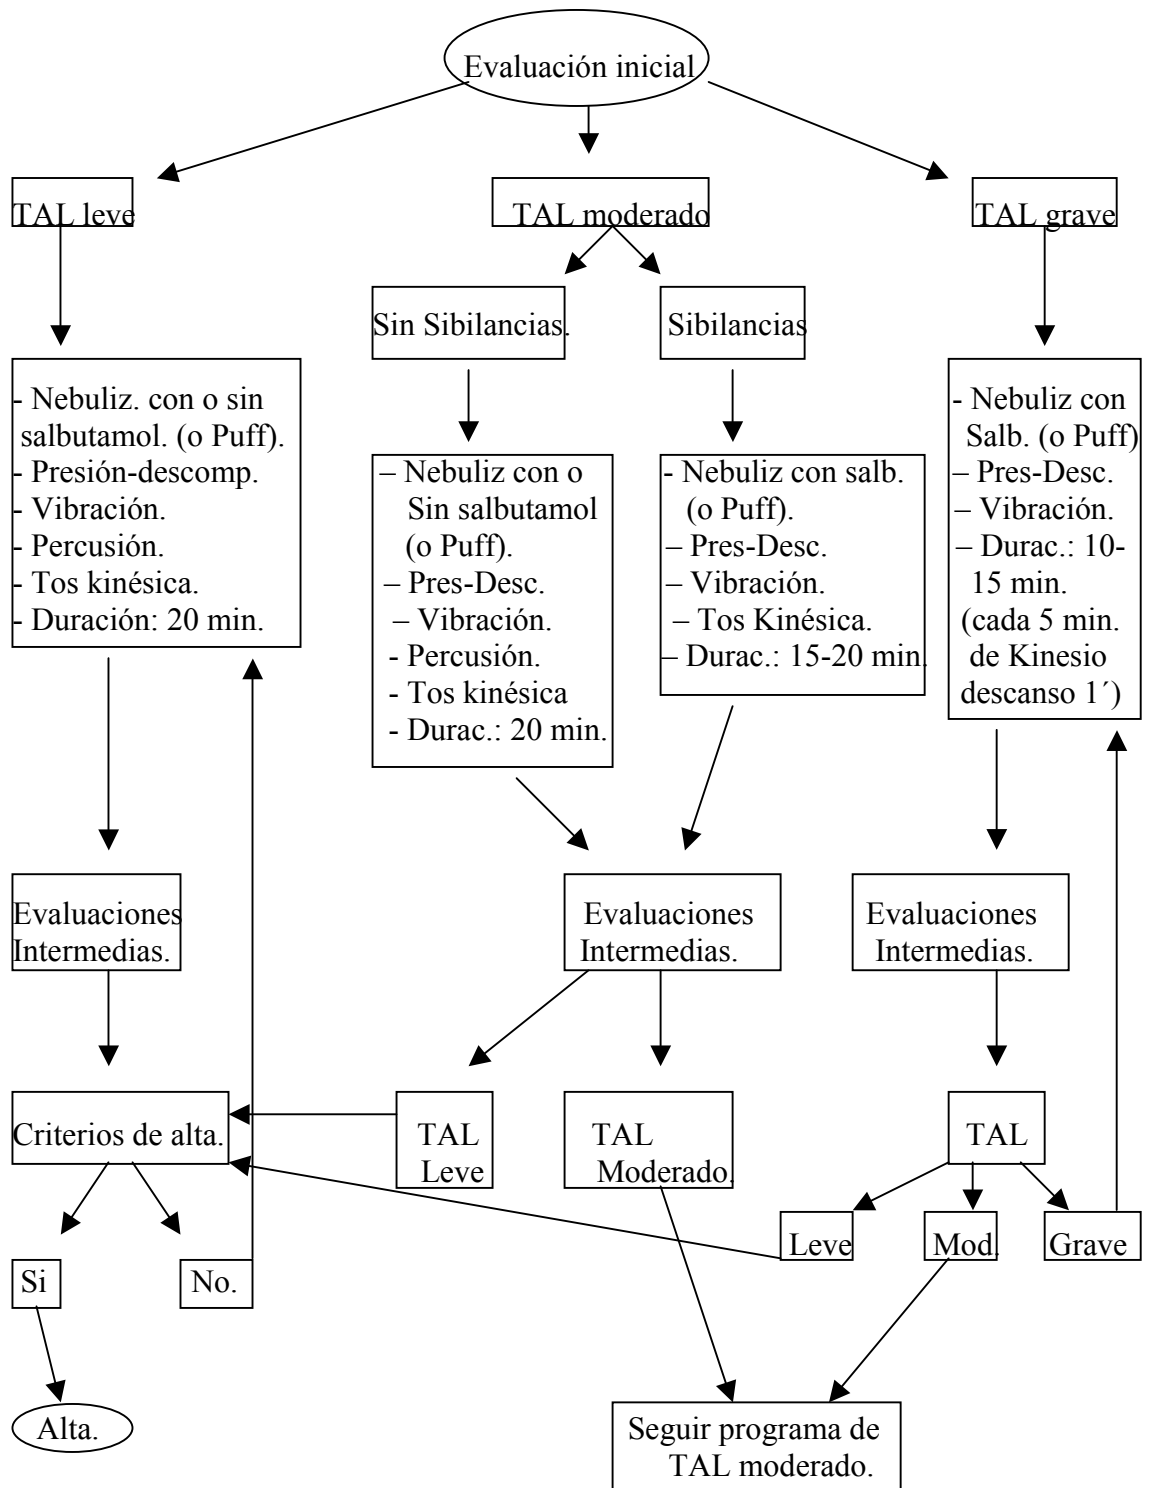 Evaluación inicial
TAL leve
TAL moderado
TAL grave
Sin Sibilancias.
Sibilancias
- Nebuliz. con o sin
salbutamol. (o Puff).
- Presión-descomp.
- Vibración.
- Percusión.
- Tos kinésica.
- Duración: 20 min.
– Nebuliz con o
Sin salbutamol
(o Puff).
– Pres-Desc.
– Vibración.
- Percusión.
- Tos kinésica
- Durac.: 20 min.
- Nebuliz con salb.
(o Puff).
– Pres-Desc.
– Vibración.
– Tos Kinésica.
– Durac.: 15-20 min.
- Nebuliz con
Salb. (o Puff)
– Pres-Desc.
– Vibración.
– Durac.: 10-
15 min.
(cada 5 min.
de Kinesio
descanso 1´)
Evaluaciones
Intermedias.
Evaluaciones
Intermedias.
Evaluaciones
Intermedias.
Criterios de alta.
TAL
Leve
TAL
Moderado.
TAL
Leve
Mod.
Grave
Si
No.
Alta.
Seguir programa de
TAL moderado.